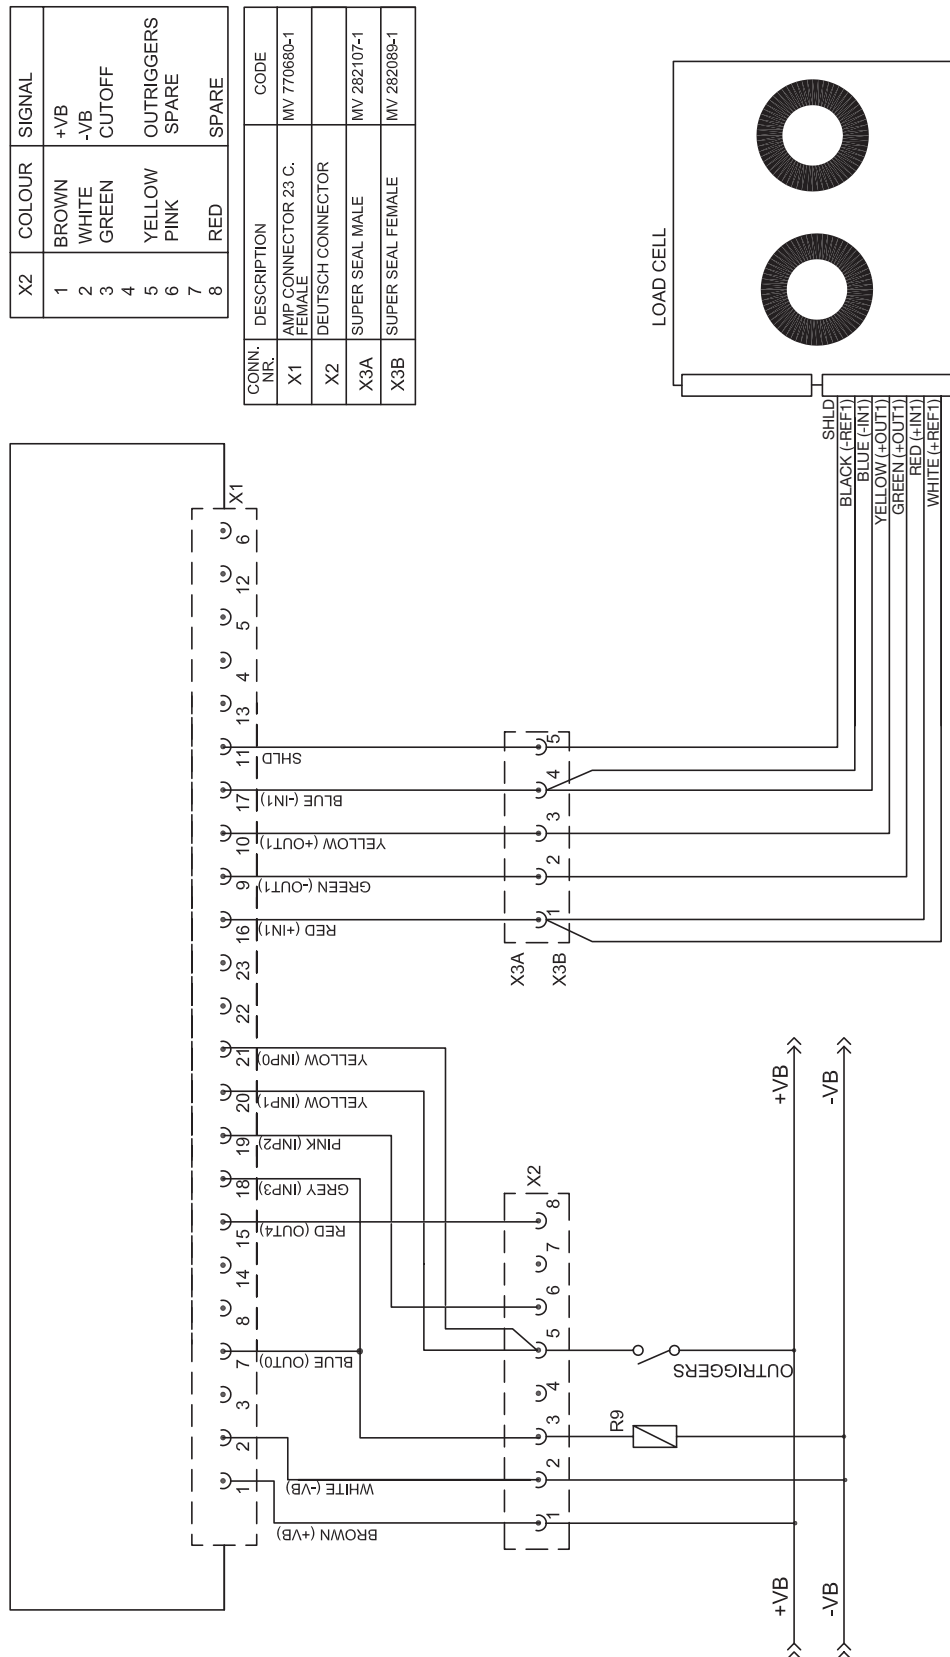 X2 COLOUR SIGNAL
1 BROWN +VB
2 WHITE -VB
3 GREEN CUTOFF
4
5 YELLOW OUTRIGGERS
6 PINK SPARE
7
8 RED SPARE
CONN. NR. DESCRIPTION CODE
X1 AMP CONNECTOR 23 C. FEMALE MV 770680-1
X2 DEUTSCH CONNECTOR
X3A SUPER SEAL MALE MV 282107-1
X3B SUPER SEAL FEMALE MV 282089-1
X1
1 2 3 7 8 14 15 18 19 20 21 22 23 16 9 10 17 11 13 4 5 12 6
BROWN (+VB)
WHITE (-VB)
BLUE (OUT0)
RED (OUT4)
GREY (INP3)
PINK (INP2)
YELLOW (INP1)
YELLOW (INP0)
RED (+IN1)
GREEN (-OUT1)
YELLOW (+OUT1)
BLUE (-IN1)
SHLD
X2
1 2 3 4 5 6 7 8
X3A
X3B
1 2 3 4 5
R9
OUTRIGGERS
+VB
-VB
+VB
-VB
LOAD CELL
SHLD
BLACK (-REF1)
BLUE (-IN1)
YELLOW (+OUT1)
GREEN (+OUT1)
RED (+IN1)
WHITE (+REF1)